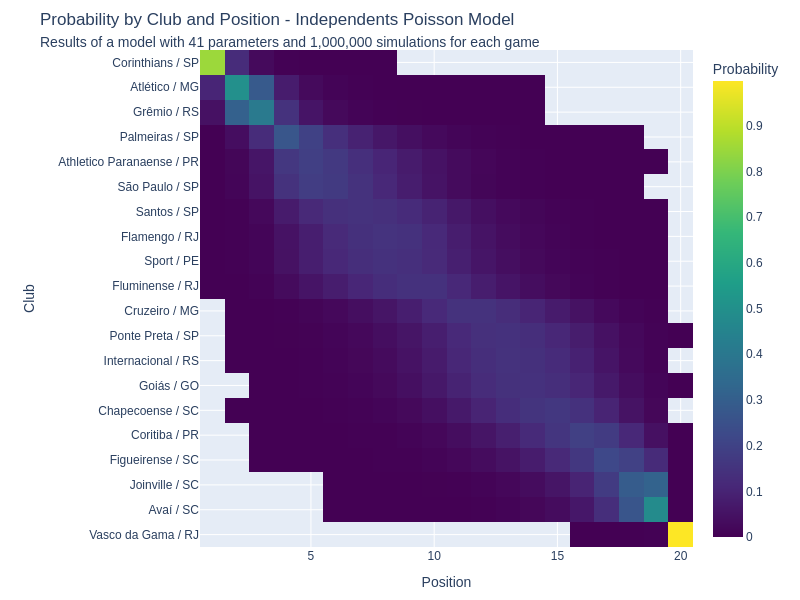 Probability by Club and Position - Independents Poisson Model
Results of a model with 41 parameters and 1,000,000 simulations for each game
Probability
Corinthians / SP
Atlético / MG
Grêmio / RS
Palmeiras / SP
Athletico Paranaense / PR
São Paulo / SP
Santos / SP
Flamengo / RJ
Sport / PE
Fluminense / RJ
Cruzeiro / MG
Ponte Preta / SP
Internacional / RS
Goiás / GO
Chapecoense / SC
Coritiba / PR
Figueirense / SC
Joinville / SC
Avaí / SC
Vasco da Gama / RJ
Club
5
10
15
20
Position
0.9
0.8
0.7
0.6
0.5
0.4
0.3
0.2
0.1
0